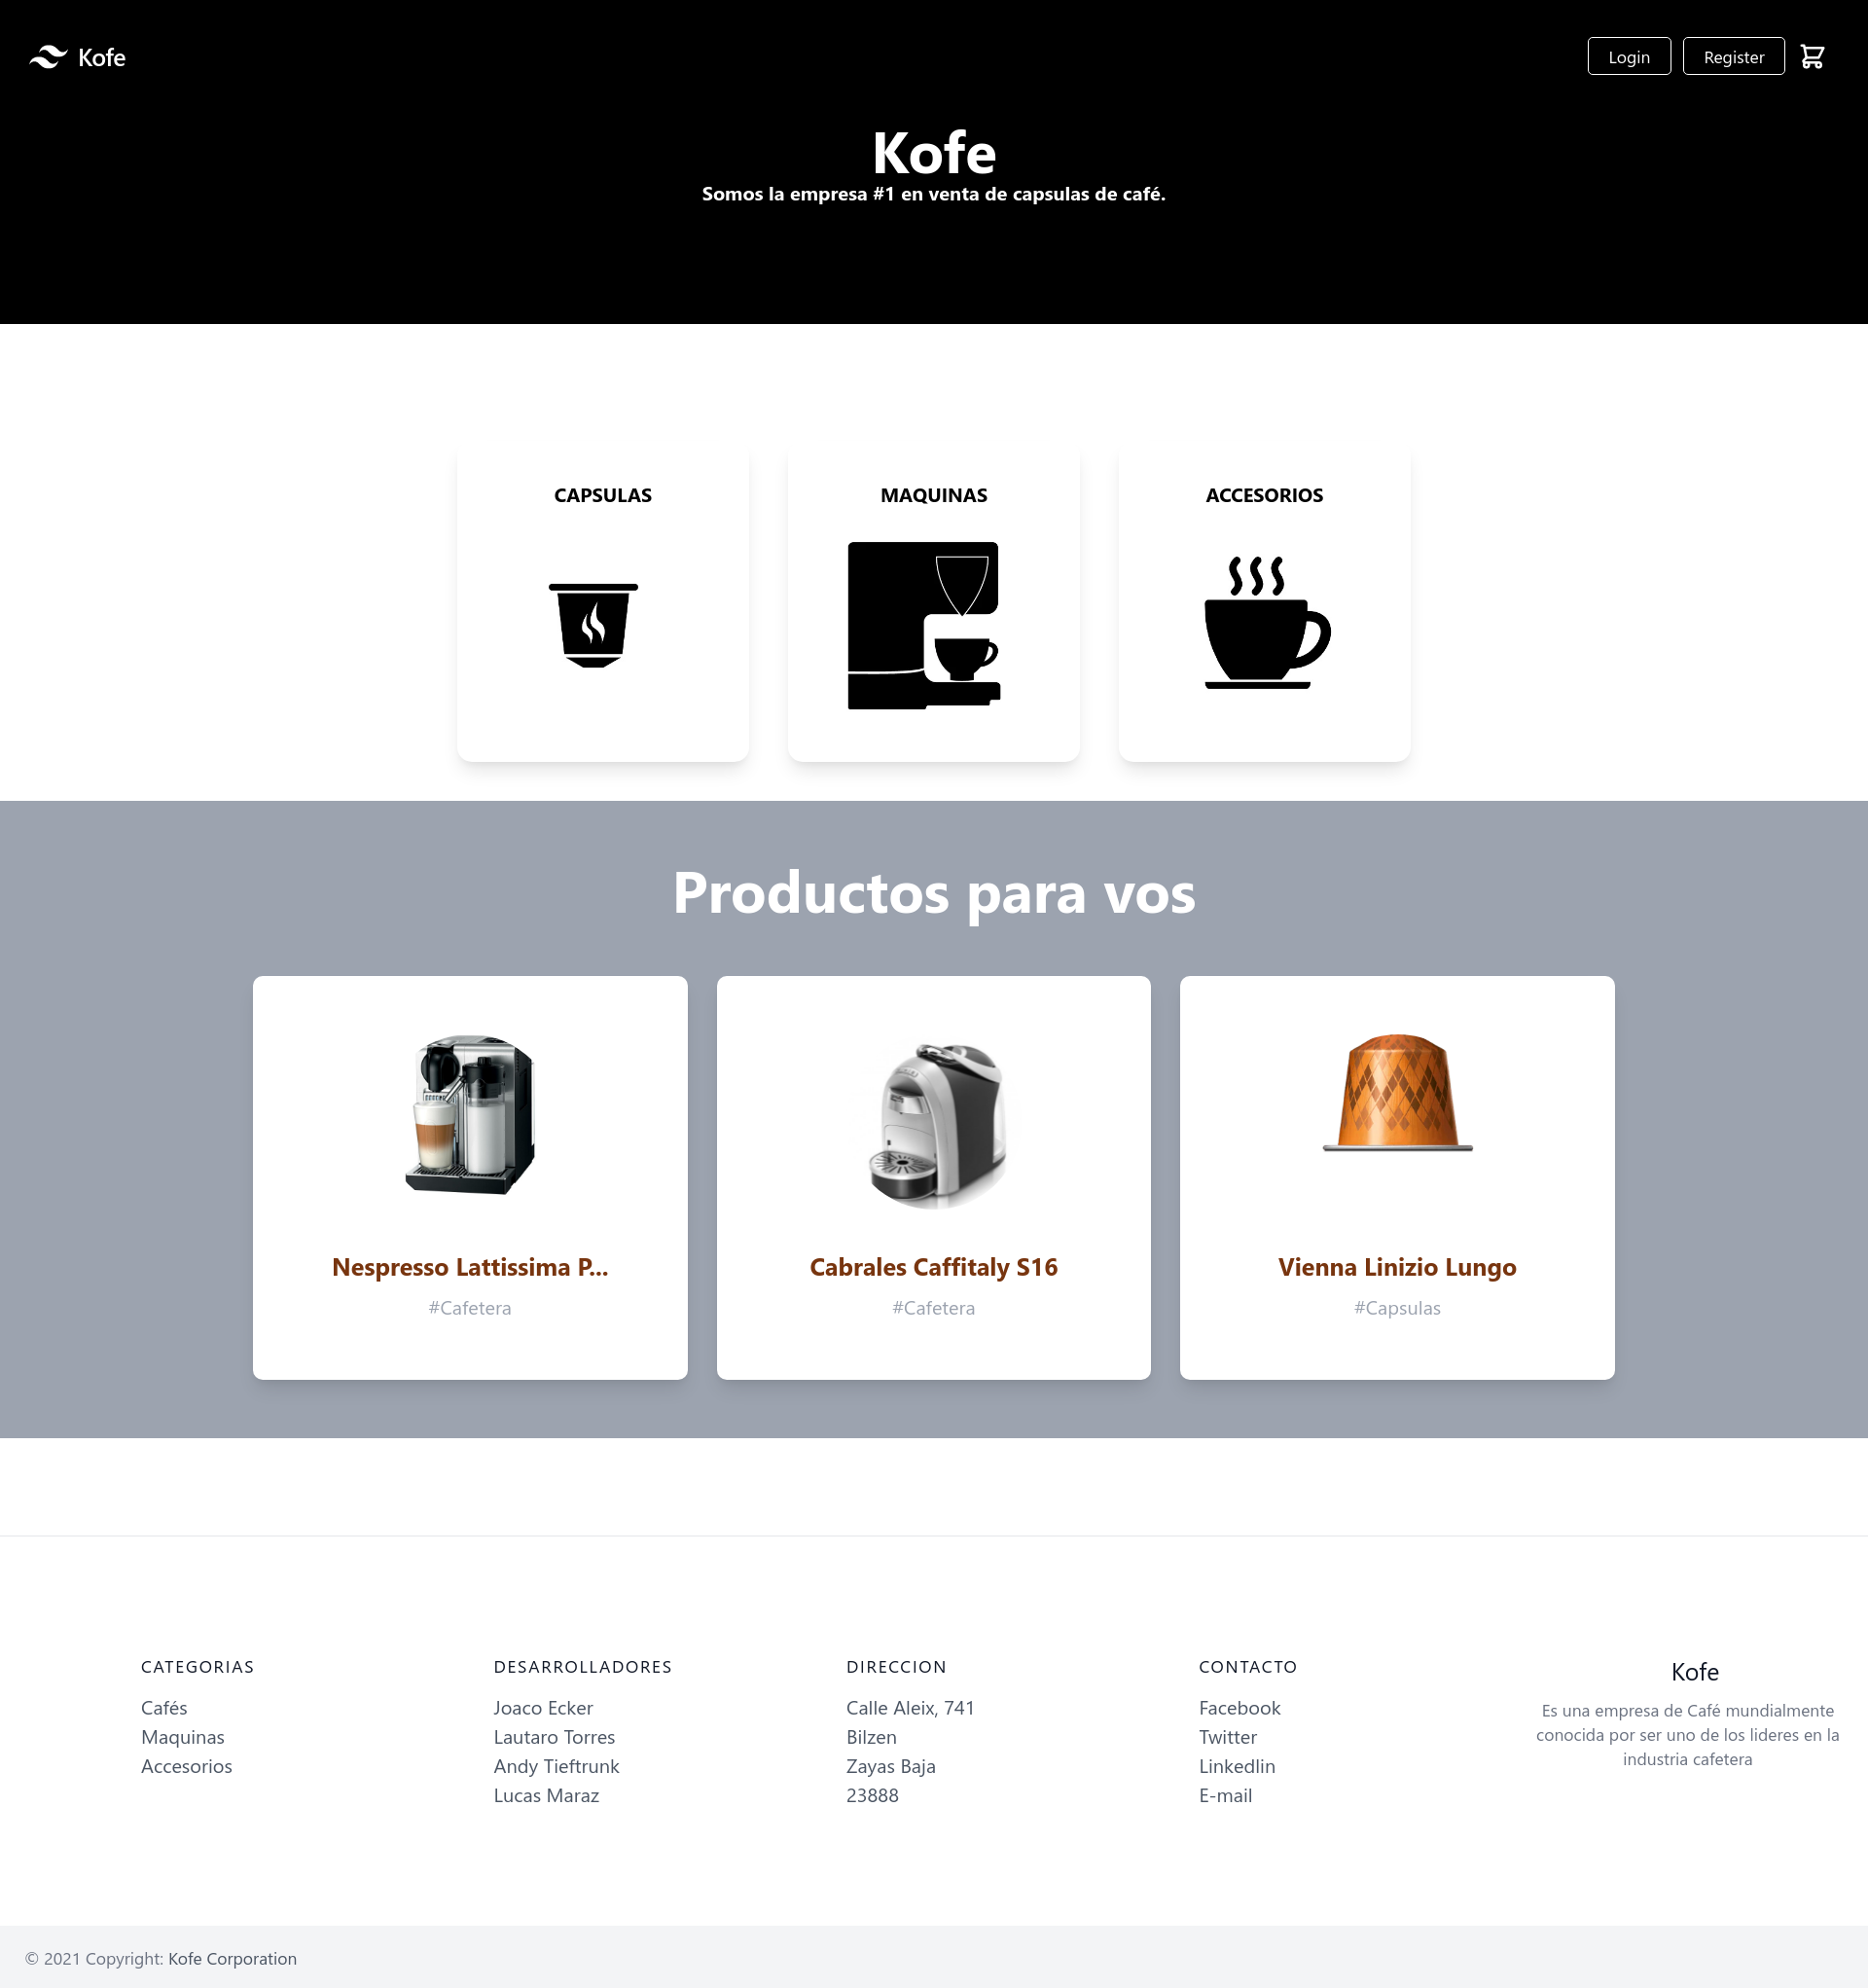 Kofe
Login
Register
Kofe
Somos la empresa #1 en venta de capsulas de café.
CAPSULAS
MAQUINAS
ACCESORIOS
Productos para vos
Nespresso Lattissima P...
#Cafetera
Cabrales Caffitaly S16
#Cafetera
Vienna Linizio Lungo
#Capsulas
CATEGORIAS
Cafés
Maquinas
Accesorios
DESARROLLADORES
Joaco Ecker
Lautaro Torres
Andy Tieftrunk
Lucas Maraz
DIRECCION
Calle Aleix, 741
Bilzen
Zayas Baja
23888
CONTACTO
Facebook
Twitter
Linkedlin
E-mail
Kofe
Es una empresa de Café mundialmente
conocida por ser uno de los lideres en la
industria cafetera
© 2021 Copyright: Kofe Corporation